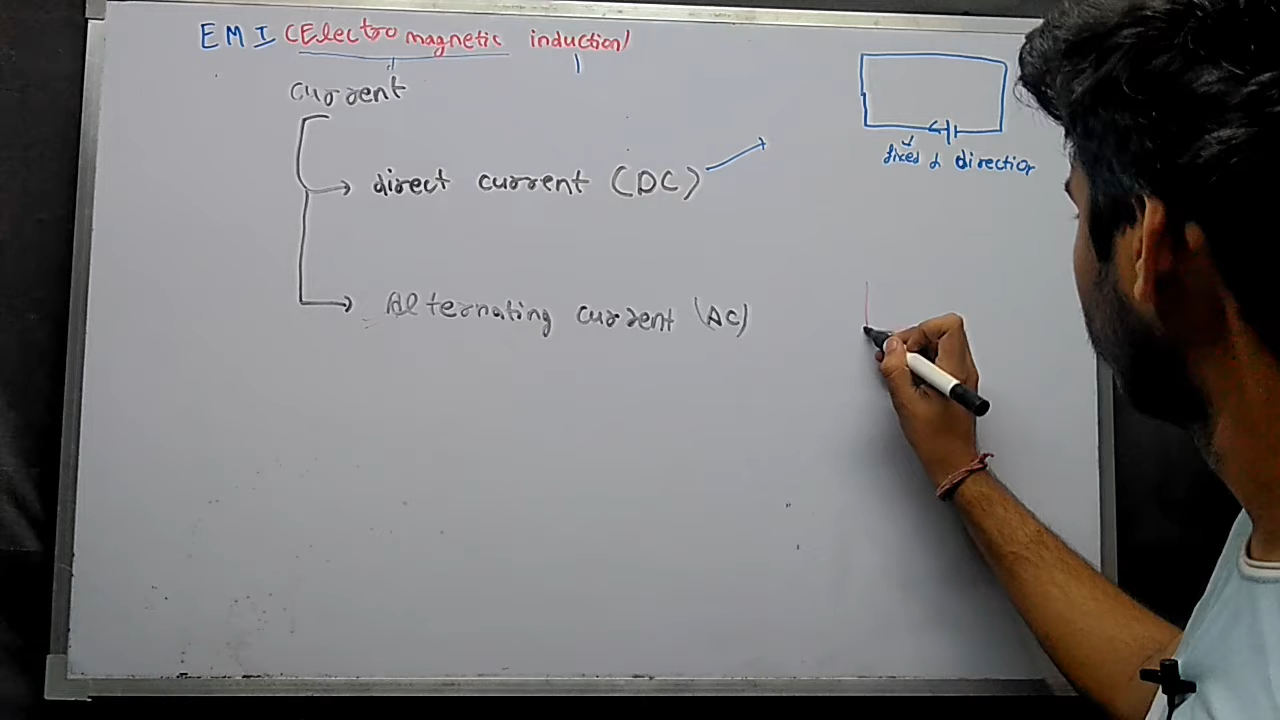 EMI (Electro magnetic induction)
current
direct current (DC)
fixed & direction
Alternating current (AC)